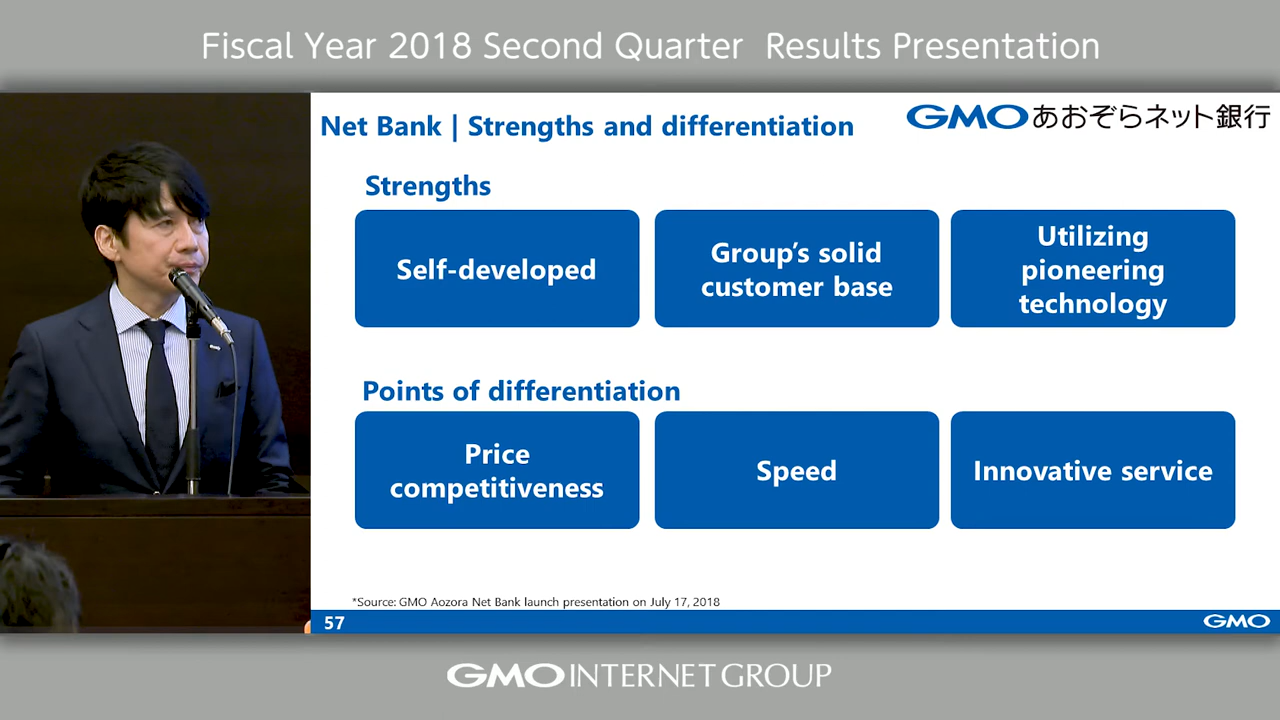 Fiscal Year 2018 Second Quarter Results Presentation
Net Bank | Strengths and differentiation
GMOあおぞらネット銀行
Strengths
Self-developed
Group's solid
customer base
Utilizing
pioneering
technology
Points of differentiation
Price
competitiveness
Speed
Innovative service
*Source: GMO Aozora Net Bank launch presentation on July 17, 2018
57
GMO
GMO INTERNET GROUP